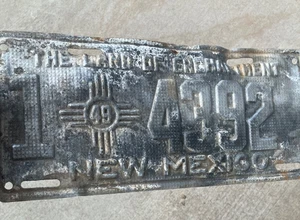 THE LAND OF ENCHANTMENT
1 49 4392
NEW MEXICO